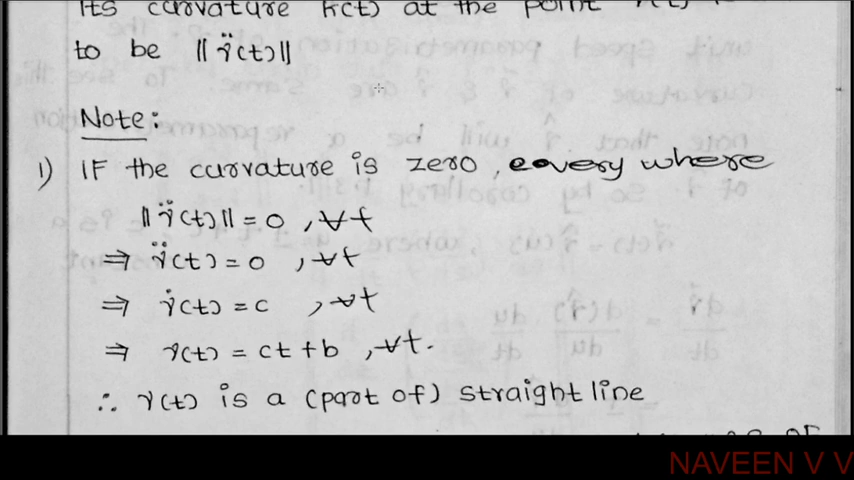 its curvature k(t) at the point
to be ||γ̈(t)||
Note:
1) IF the curvature is zero, every where
||γ̈(t)|| = 0 , ∀t
⇒ γ̈(t) = 0 , ∀t
⇒ γ̇(t) = c , ∀t
⇒ γ(t) = ct + b , ∀t.
∴ γ(t) is a (part of) straight line
NAVEEN V V